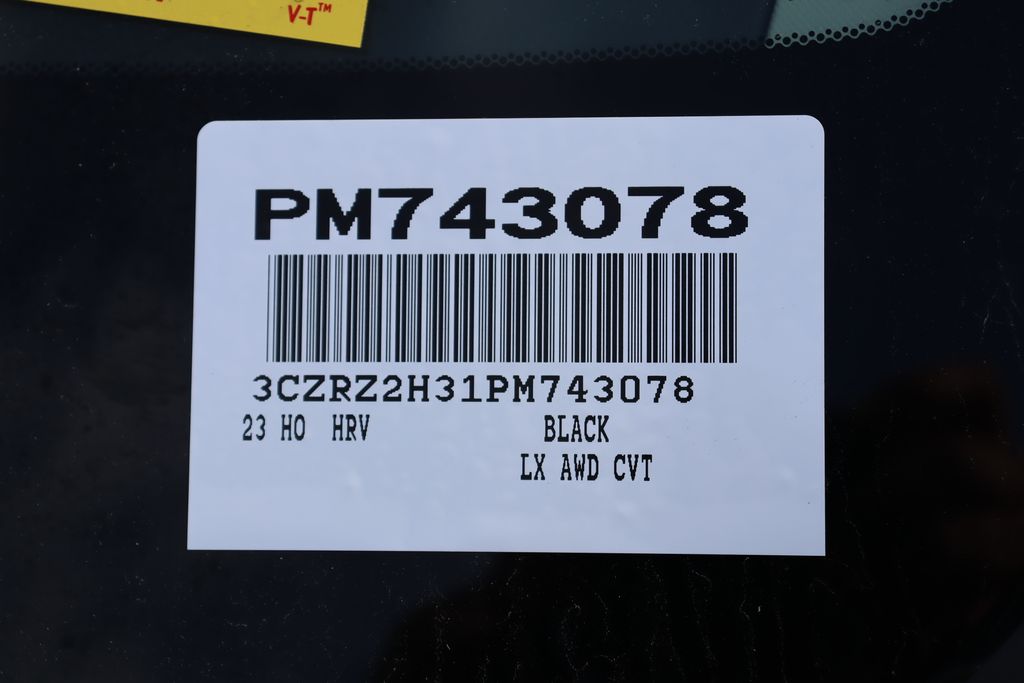 V-T™
PM743078
3CZRZ2H31PM743078
23 HO HRV BLACK
LX AWD CVT